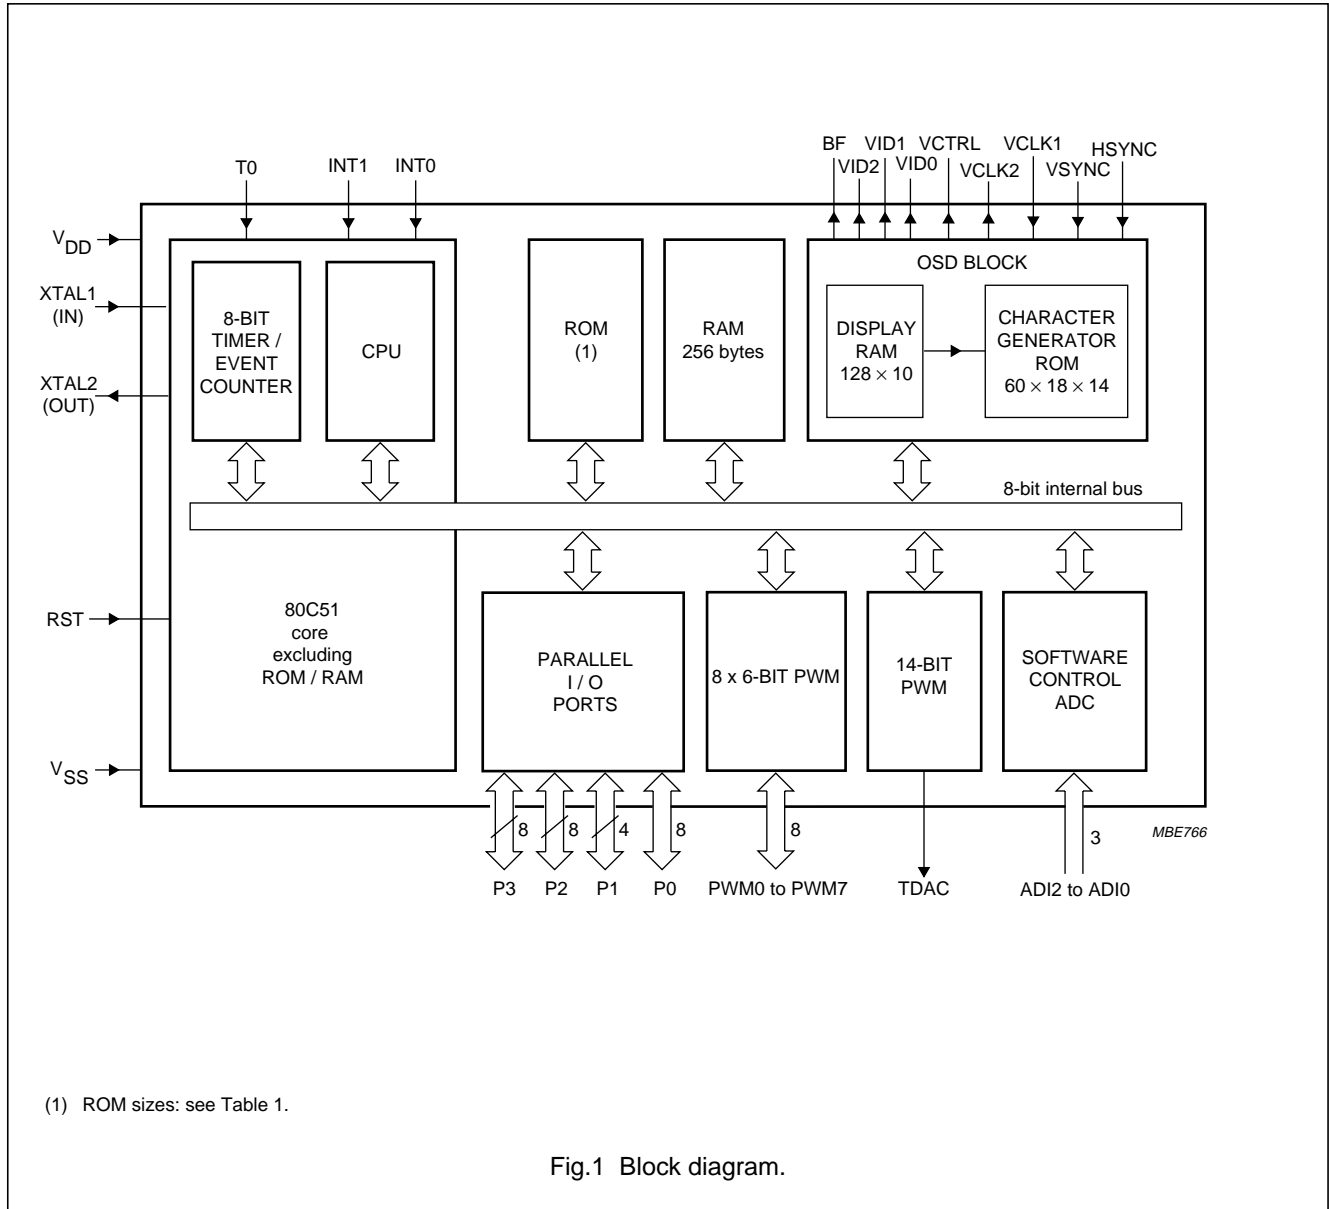 BF VID1 VCTRL VCLK1 HSYNC
VID2 VID0 VCLK2 VSYNC
T0 INT1 INT0
VDD
XTAL1
(IN)
XTAL2
(OUT)
RST
VSS
8-BIT
TIMER /
EVENT
COUNTER
CPU
ROM
(1)
RAM
256 bytes
OSD BLOCK
DISPLAY
RAM
128 × 10
CHARACTER
GENERATOR
ROM
60 × 18 × 14
8-bit internal bus
80C51
core
excluding
ROM / RAM
PARALLEL
I / O
PORTS
8 x 6-BIT PWM
14-BIT
PWM
SOFTWARE
CONTROL
ADC
8 8 4 8 8 3
MBE766
P3 P2 P1 P0 PWM0 to PWM7 TDAC ADI2 to ADI0
(1) ROM sizes: see Table 1.
Fig.1 Block diagram.